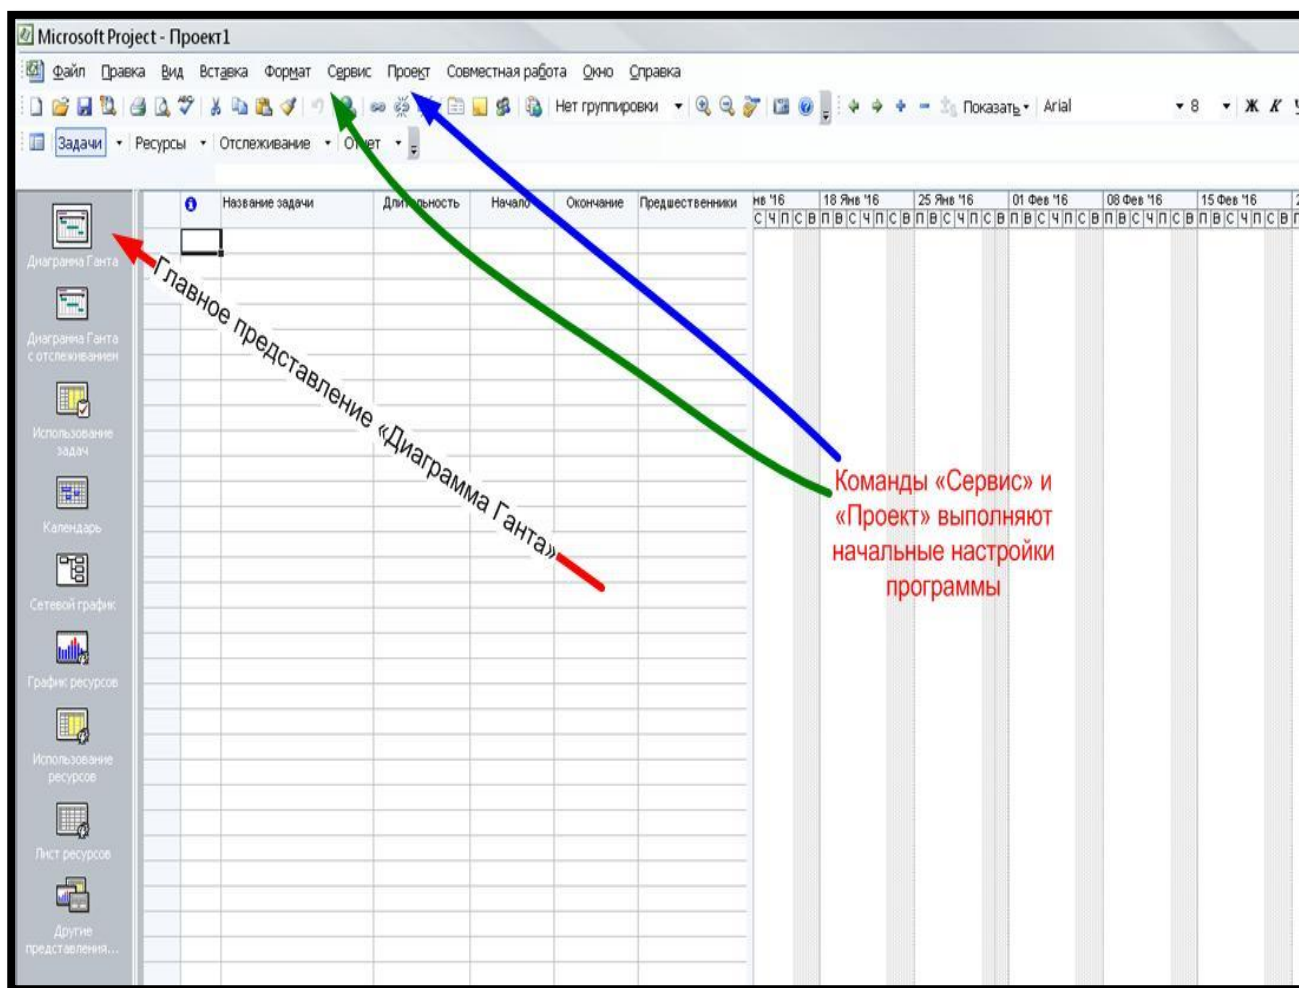 Microsoft Project - Проект1
Файл Правка Вид Вставка Формат Сервис Проект Совместная работа Окно Справка
Нет группировки Показать Arial 8 Ж К
Задачи Ресурсы Отслеживание
Название задачи Длительность Начало Окончание Предшественники
нв '16 18 Янв '16 25 Янв '16 01 Фев '16 08 Фев '16 15 Фев '16 2
С Ч П С В П В С Ч П С В П В С Ч П С В П В С Ч П С В П В С Ч П С В П В С Ч П С В П
Диаграмма Ганта
Диаграмма Ганта
с отслеживанием
Использование
задач
Календарь
Сетевой график
График ресурсов
Использование
ресурсов
Лист ресурсов
Другие
представления...
Главное представление «Диаграмма Ганта»
Команды «Сервис» и
«Проект» выполняют
начальные настройки
программы